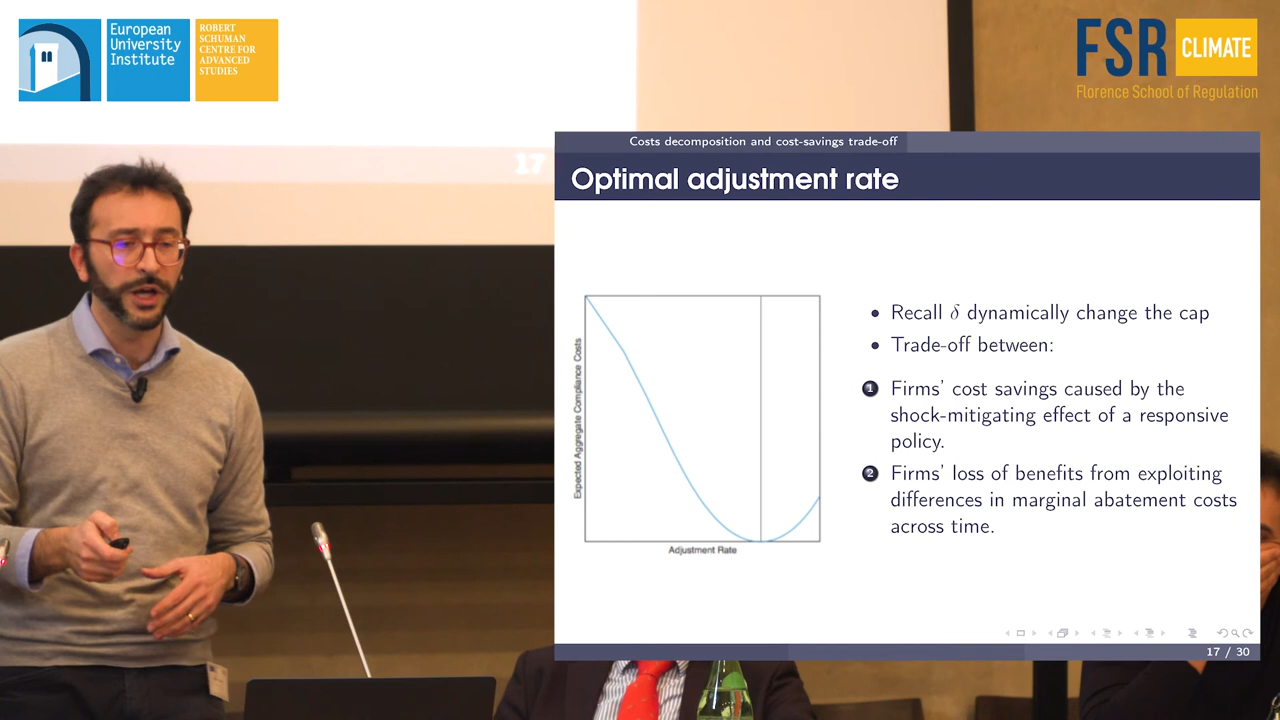 European
University
Institute
ROBERT
SCHUMAN
CENTRE FOR
ADVANCED
STUDIES
FSR CLIMATE
Florence School of Regulation
17
Costs decomposition and cost-savings trade-off
Optimal adjustment rate
Expected Aggregate Compliance Costs
Adjustment Rate
• Recall δ dynamically change the cap
• Trade-off between:
1 Firms' cost savings caused by the
shock-mitigating effect of a responsive
policy.
2 Firms' loss of benefits from exploiting
differences in marginal abatement costs
across time.
17 / 30